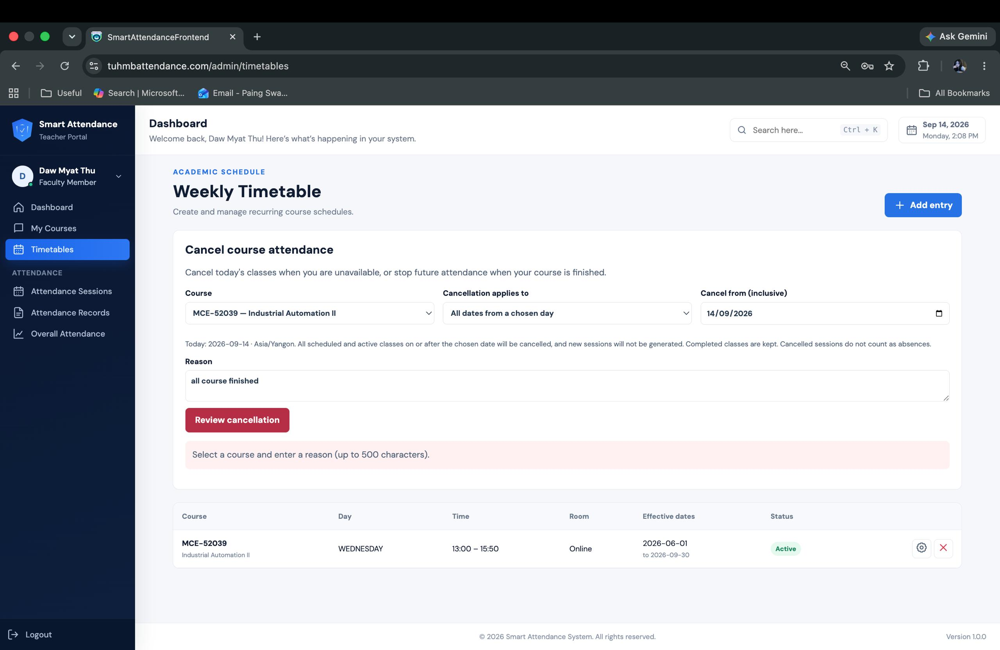 SmartAttendanceFrontend
Ask Gemini
tuhmbattendance.com/admin/timetables
Useful
Search | Microsoft...
Email - Paing Swa...
All Bookmarks
Smart Attendance
Teacher Portal
D
Daw Myat Thu
Faculty Member
Dashboard
My Courses
Timetables
ATTENDANCE
Attendance Sessions
Attendance Records
Overall Attendance
Logout
Dashboard
Welcome back, Daw Myat Thu! Here’s what’s happening in your system.
Search here...
Ctrl + K
Sep 14, 2026
Monday, 2:08 PM
ACADEMIC SCHEDULE
Weekly Timetable
Create and manage recurring course schedules.
+ Add entry
Cancel course attendance
Cancel today's classes when you are unavailable, or stop future attendance when your course is finished.
Course Cancellation applies to Cancel from (inclusive)
MCE-52039 — Industrial Automation II All dates from a chosen day 14/09/2026
Today: 2026-09-14 · Asia/Yangon. All scheduled and active classes on or after the chosen date will be cancelled, and new sessions will not be generated. Completed classes are kept. Cancelled sessions do not count as absences.
Reason
all course finished
Review cancellation
Select a course and enter a reason (up to 500 characters).
Course Day Time Room Effective dates Status
MCE-52039 WEDNESDAY 13:00 – 15:50 Online 2026-06-01 Active
Industrial Automation II to 2026-09-30
© 2026 Smart Attendance System. All rights reserved.
Version 1.0.0